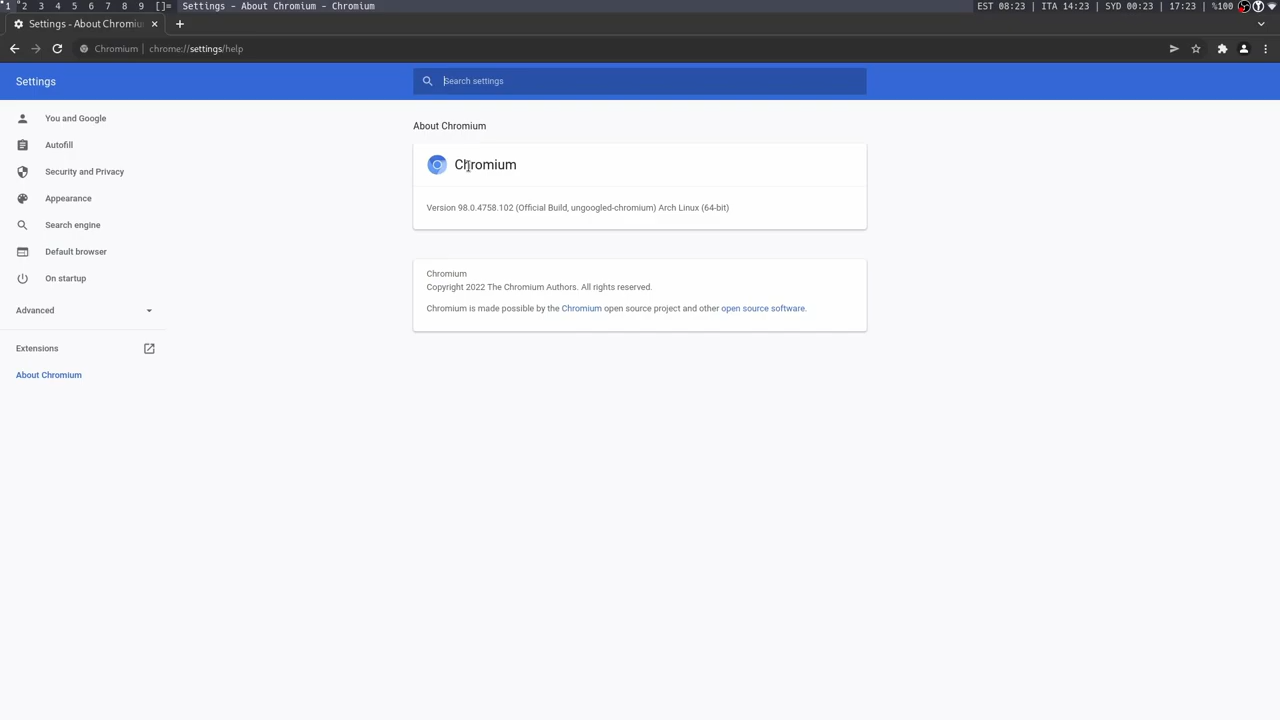 1 2 3 4 5 6 7 8 9 []= Settings - About Chromium - Chromium EST 08:23 | ITA 14:23 | SYD 00:23 | 17:23 | %100
Settings - About Chromiu
Chromium | chrome://settings/help
Settings
Search settings
You and Google
Autofill
Security and Privacy
Appearance
Search engine
Default browser
On startup
Advanced
Extensions
About Chromium
About Chromium
Chromium
Version 98.0.4758.102 (Official Build, ungoogled-chromium) Arch Linux (64-bit)
Chromium
Copyright 2022 The Chromium Authors. All rights reserved.
Chromium is made possible by the Chromium open source project and other open source software.